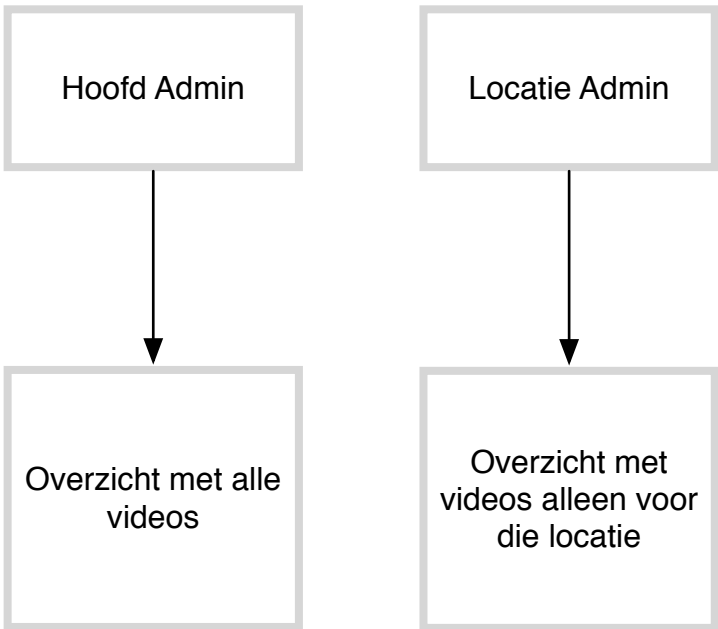 Hoofd Admin
Locatie Admin
Overzicht met alle
videos
Overzicht met
videos alleen voor
die locatie